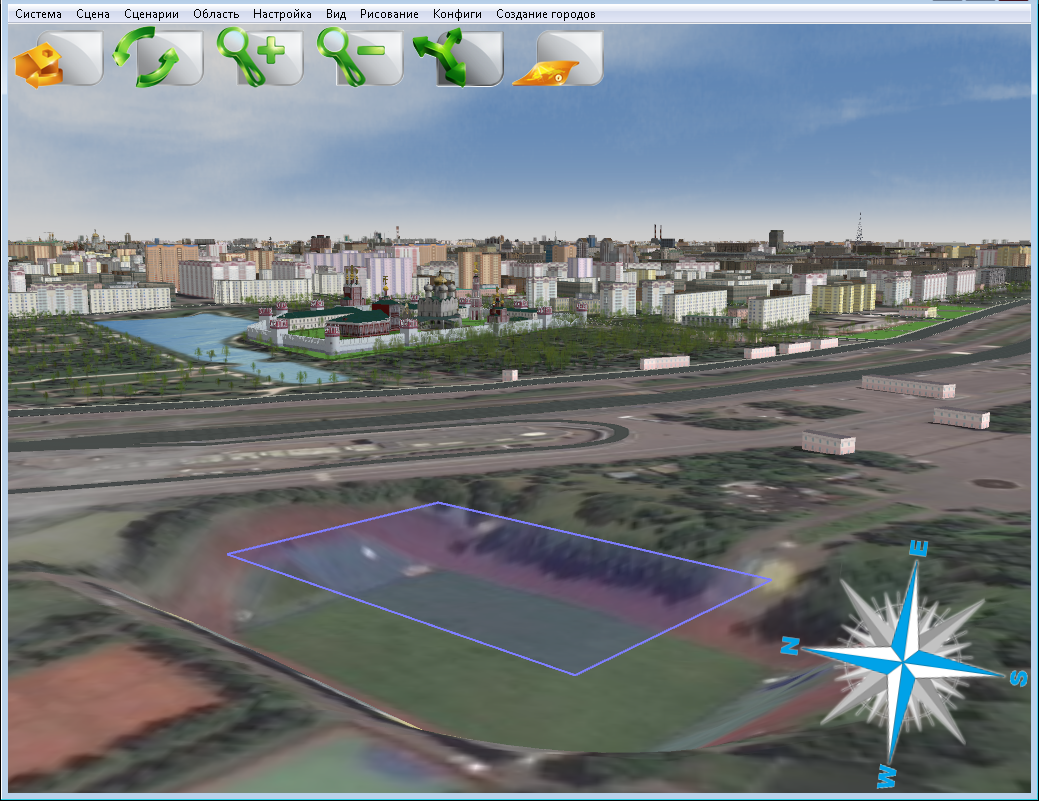 Система Сцена Сценарии Область Настройка Вид Рисование Конфиги Создание городов
E
N
S
W